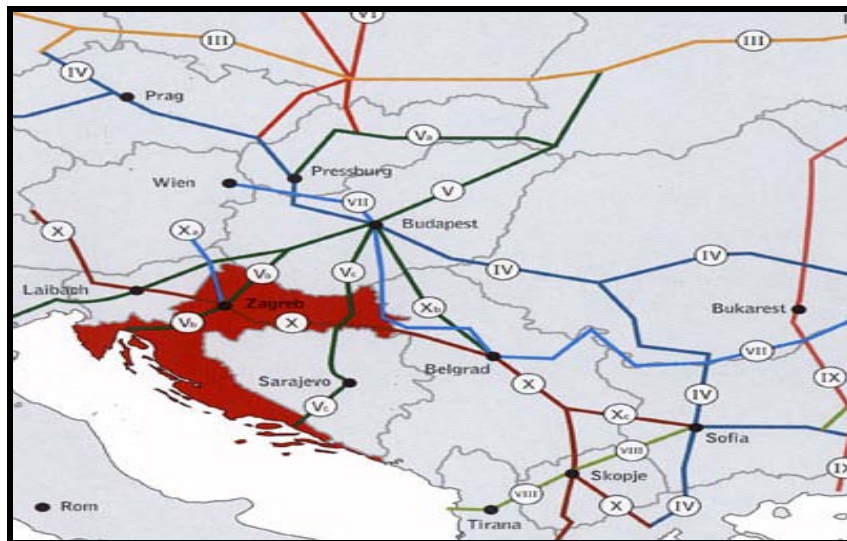 VI
III
III
IV
Prag
Va
Pressburg
Wien
V
VII
X
Xa
Budapest
IV
IV
Vc
Laibach
Vb
Xb
Zagreb
Vb
X
Bukarest
VII
Belgrad
Sarajevo
X
IX
Vc
IV
Xc
Sofia
VIII
Skopje
IX
VIII
X
IV
Rom
Tirana